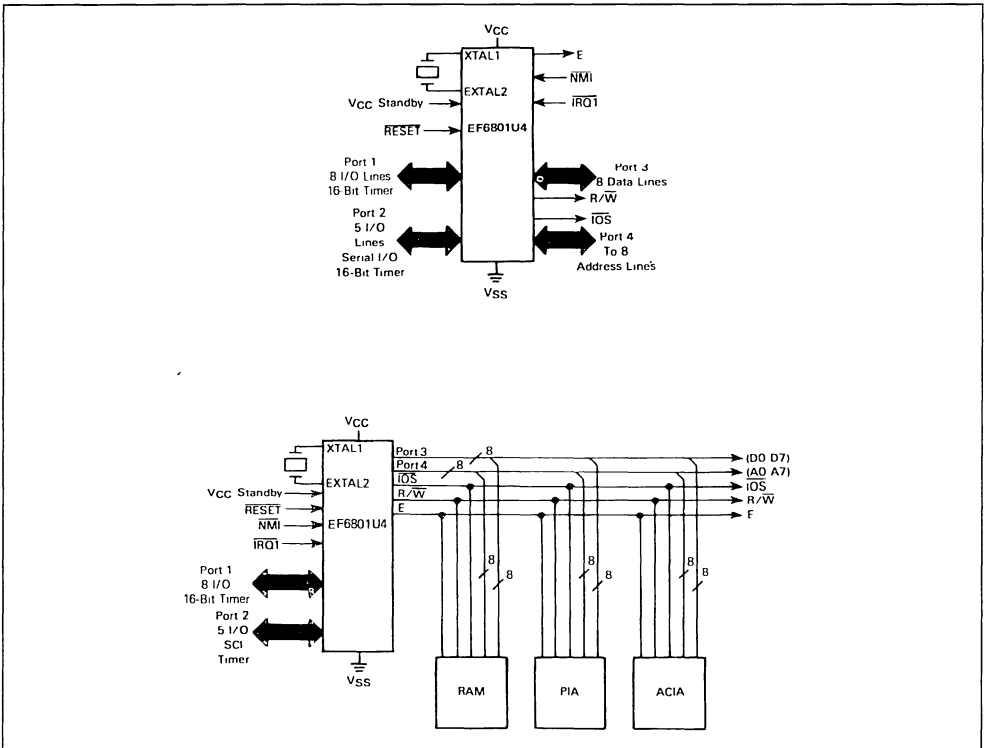 VCC
XTAL1
E
NMI
EXTAL2
VCC Standby
IRQ1
RESET
EF6801U4
Port 1
8 I/O Lines
16-Bit Timer
Port 3
8 Data Lines
R/W
Port 2
5 I/O
Lines
Serial I/O
16-Bit Timer
IOS
Port 4
To 8
Address Lines
VSS
VCC
XTAL1
EXTAL2
VCC Standby
RESET
NMI
EF6801U4
IRQ1
Port 1
8 I/O
16-Bit Timer
Port 2
5 I/O
SCI
Timer
VSS
Port 3
8
(D0 D7)
Port 4
8
(A0 A7)
IOS
IOS
R/W
R/W
E
E
8
8
8
8
8
8
RAM
PIA
ACIA